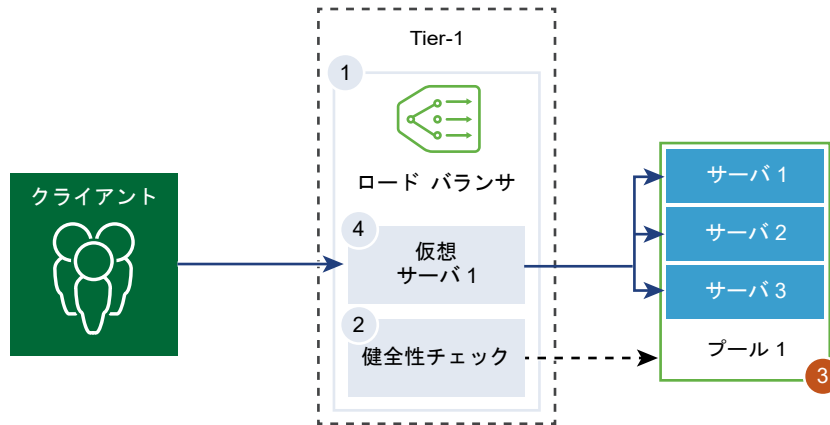 Tier-1
1
ロード バランサ
クライアント
4
仮想
サーバ 1
2
健全性チェック
サーバ 1
サーバ 2
サーバ 3
プール 1
3